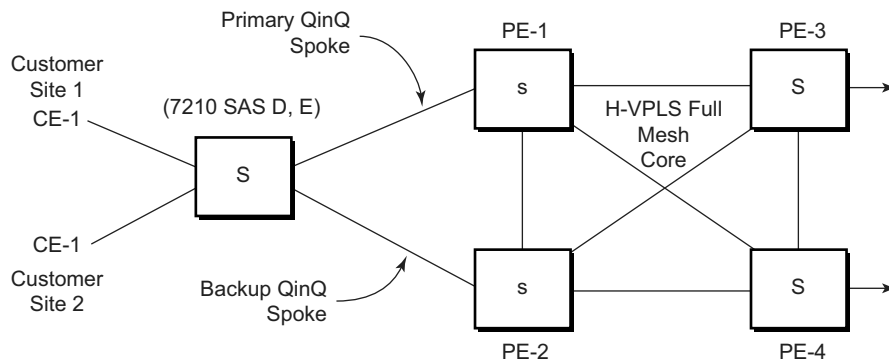 Primary QinQ
Spoke
PE-1
PE-3
Customer
Site 1
CE-1
(7210 SAS D, E)
S
s
S
H-VPLS Full
Mesh
Core
CE-1
Customer
Site 2
Backup QinQ
Spoke
s
S
PE-2
PE-4